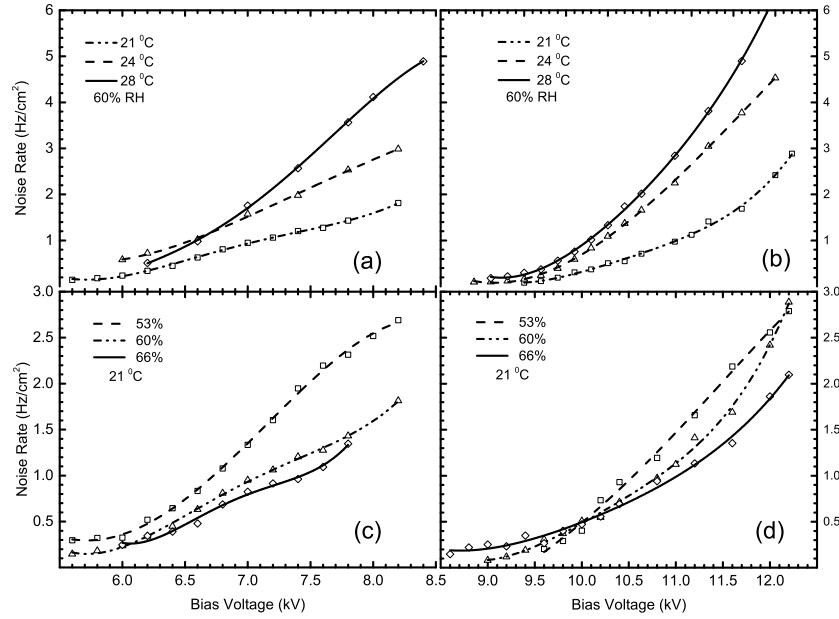 6
5
4
3
2
1
Noise Rate (Hz/cm²)
21 ⁰C
24 ⁰C
28 ⁰C
60% RH
(a)
21 ⁰C
24 ⁰C
28 ⁰C
60% RH
(b)
6
5
4
3
2
1
3.0
2.5
2.0
1.5
1.0
0.5
Noise Rate (Hz/cm²)
53%
60%
66%
21 ⁰C
(c)
53%
60%
66%
21 ⁰C
(d)
3.0
2.5
2.0
1.5
1.0
0.5
6.0 6.5 7.0 7.5 8.0 8.5
9.0 9.5 10.0 10.5 11.0 11.5 12.0
Bias Voltage (kV)
Bias Voltage (kV)